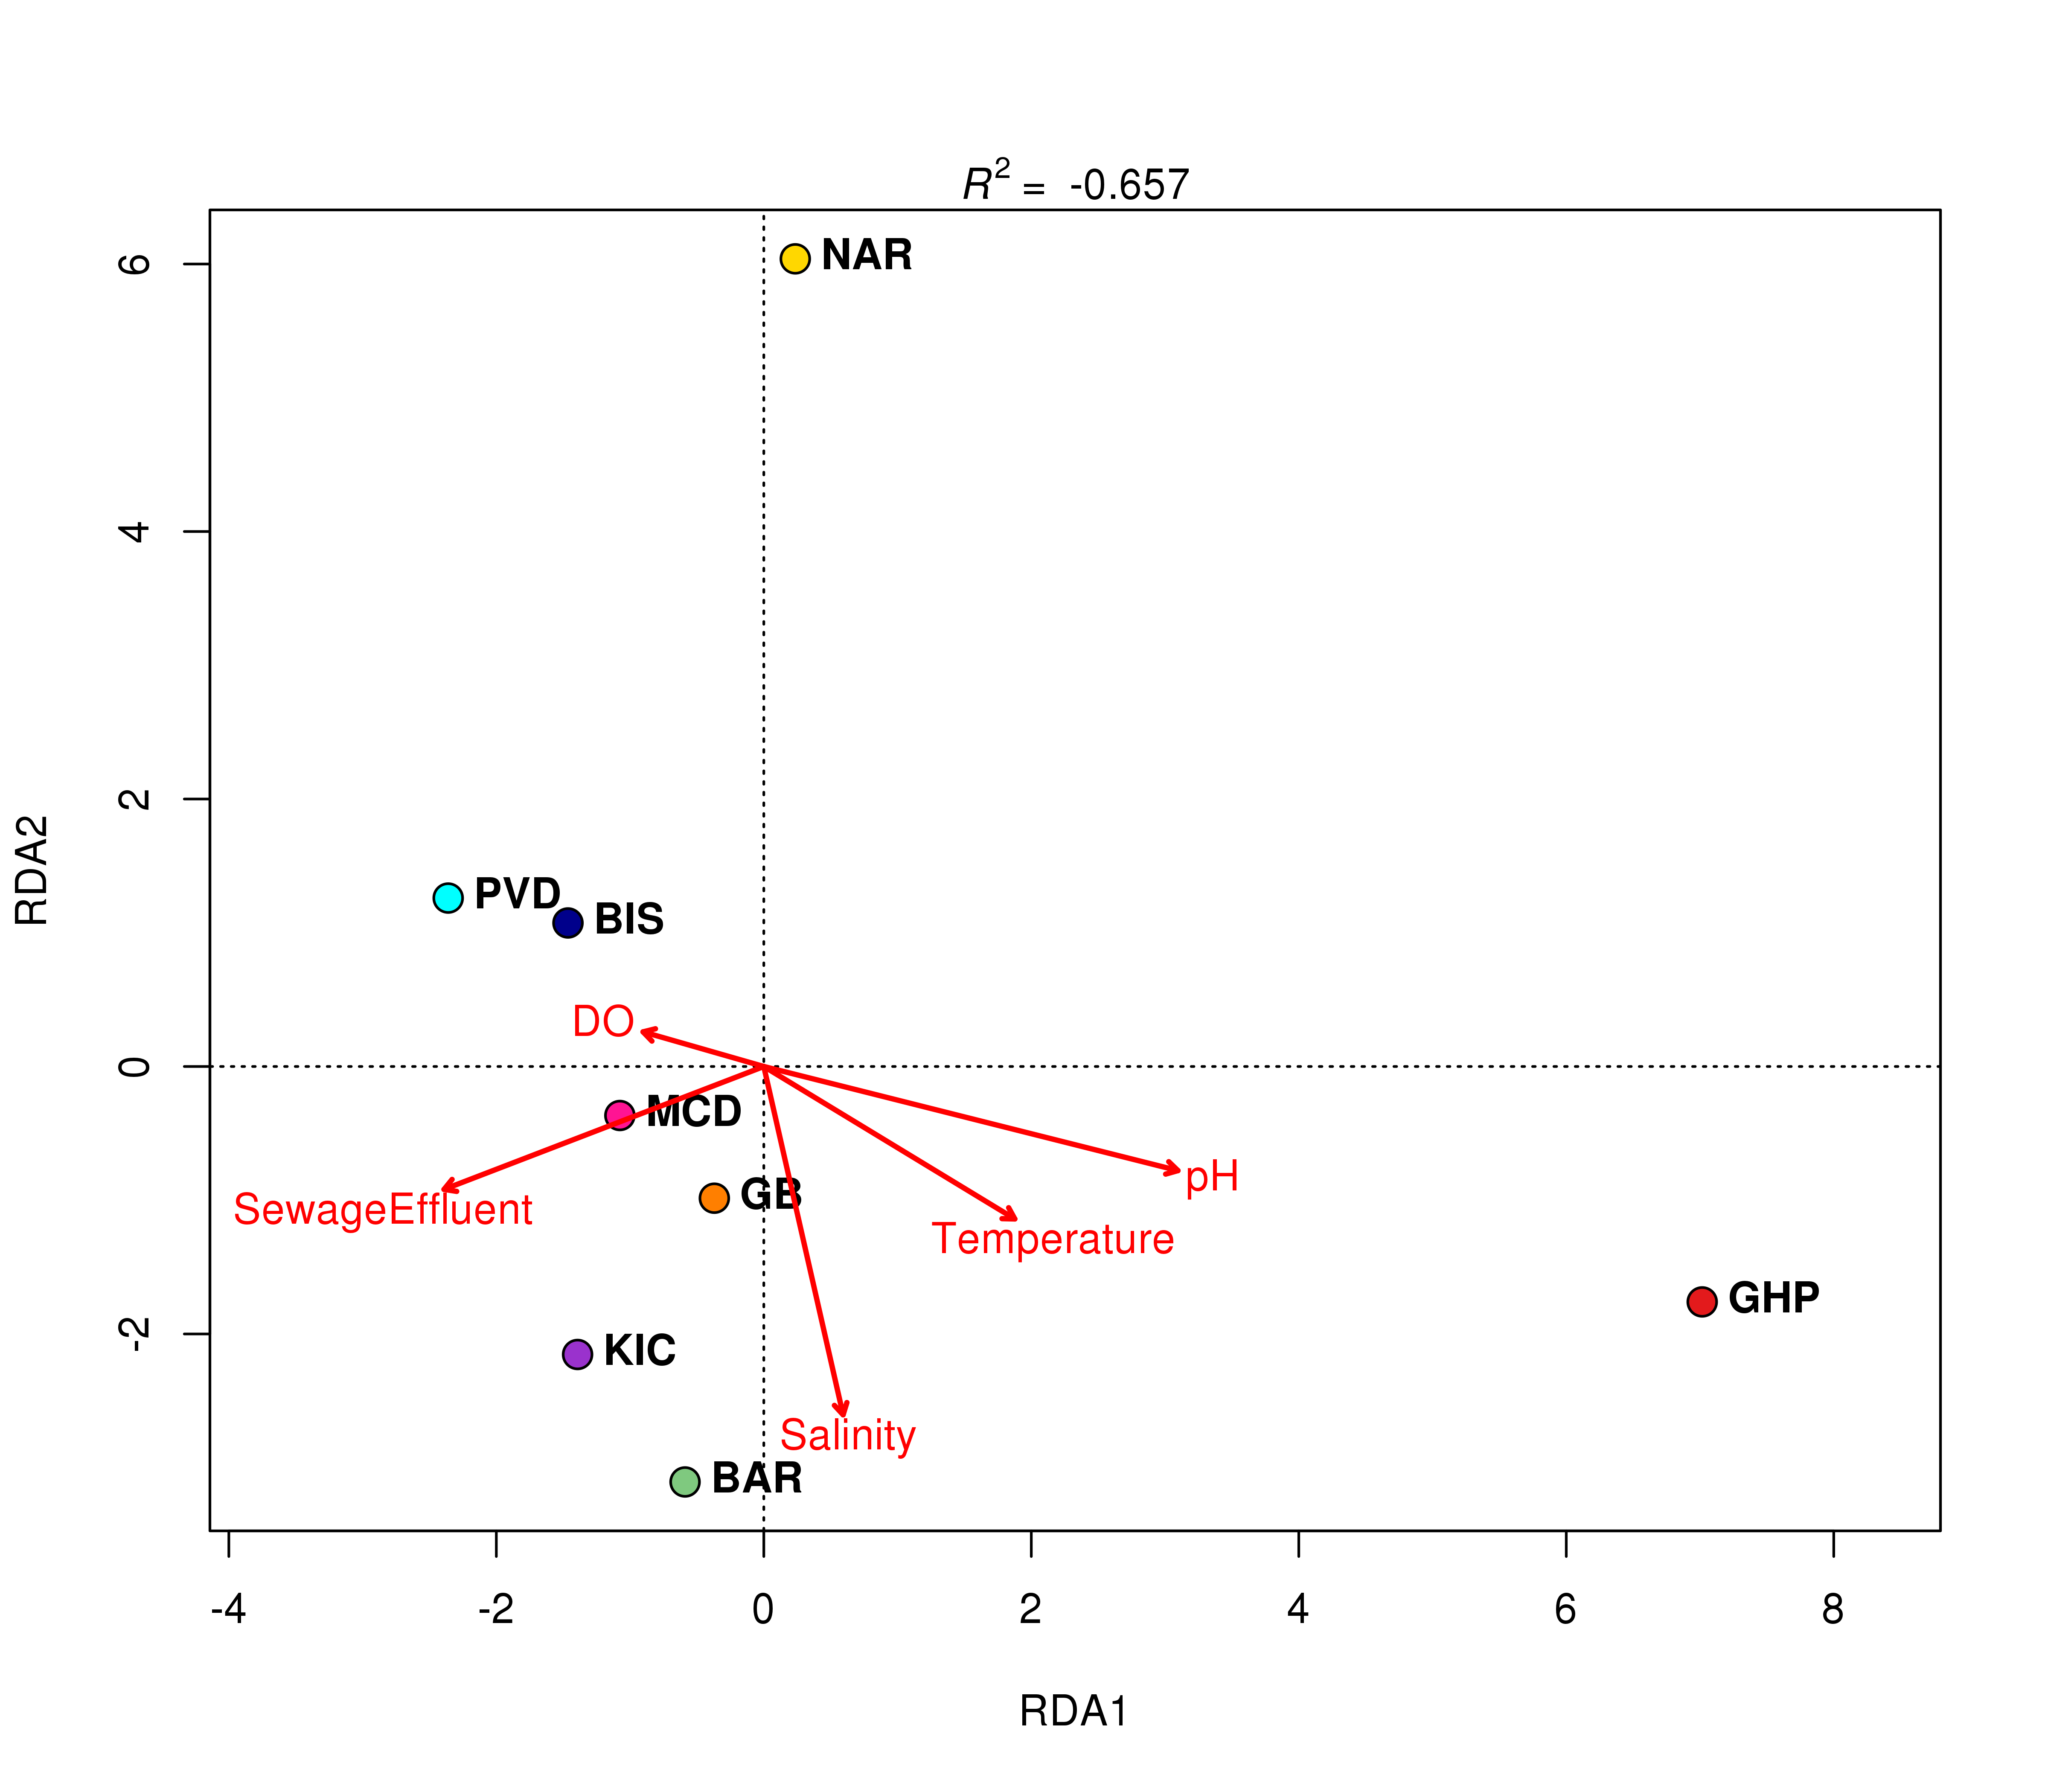 R² = -0.657
NAR
6
4
2
0
-2
RDA2
PVD
BIS
DO
MCD
SewageEffluent
GB
pH
Temperature
GHP
KIC
Salinity
BAR
-4 -2 0 2 4 6 8
RDA1